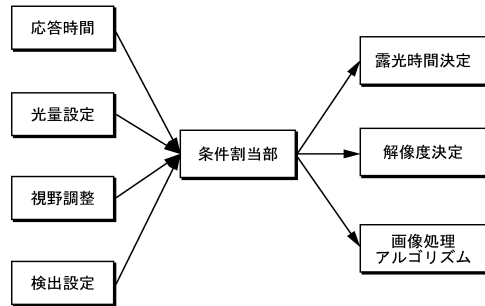 応答時間
光量設定
視野調整
検出設定
条件割当部
露光時間決定
解像度決定
画像処理
アルゴリズム